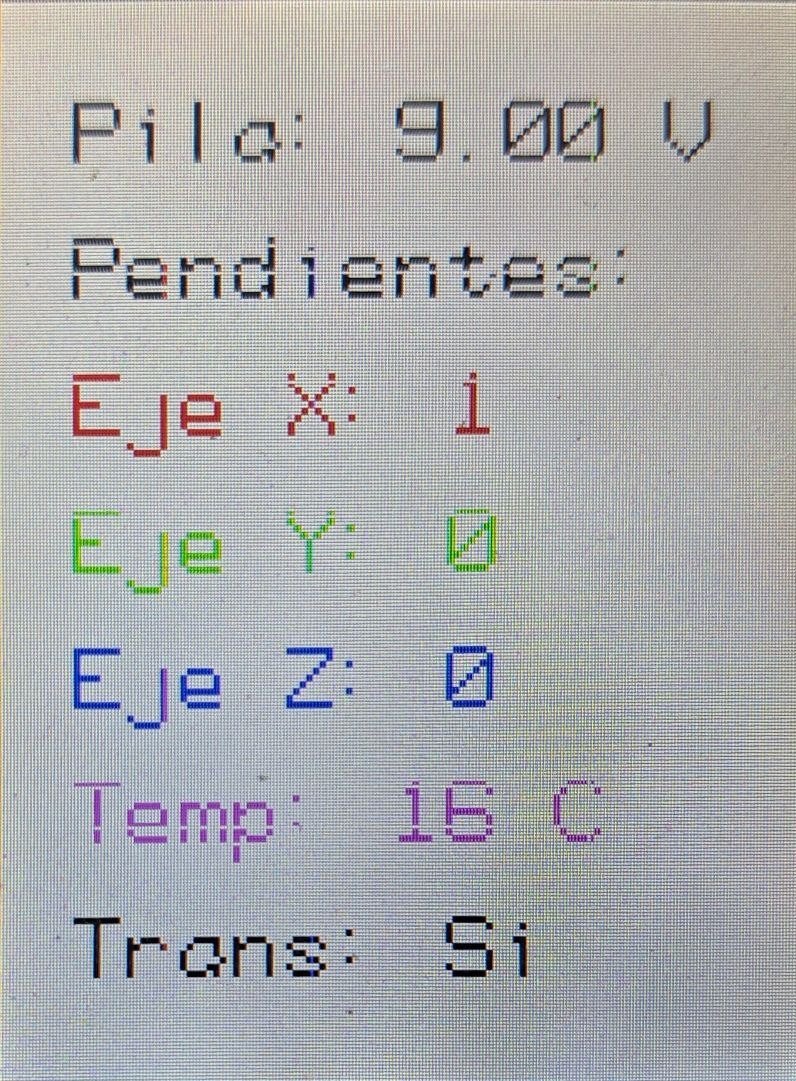 Pila: 9.00 V
Pendientes:
Eje X: 1
Eje Y: 0
Eje Z: 0
Temp: 16 C
Trans: Si